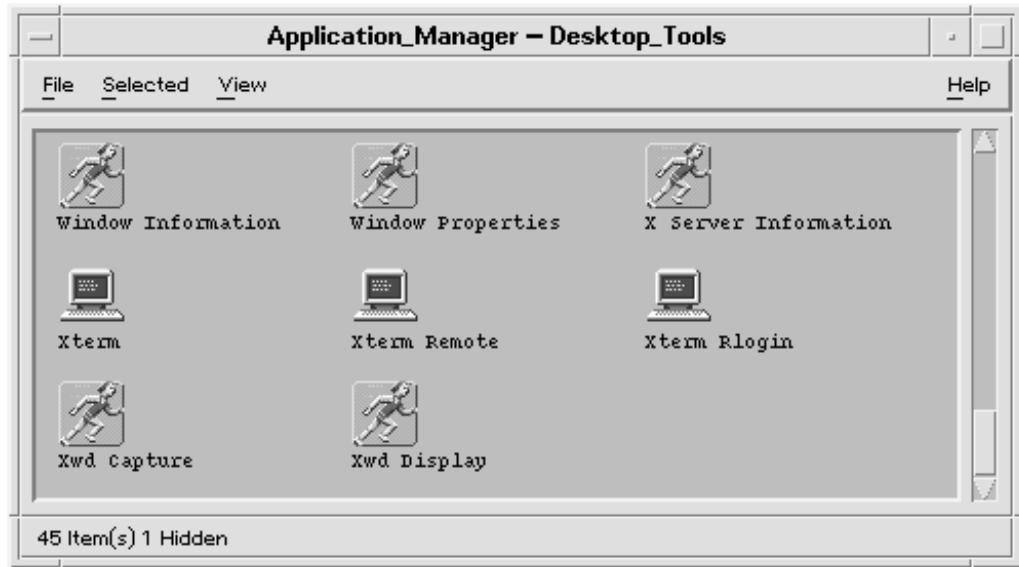 Application_Manager – Desktop_Tools
File Selected View Help
Window Information Window Properties X Server Information
Xterm Xterm Remote Xterm Rlogin
Xwd Capture Xwd Display
45 Item(s) 1 Hidden